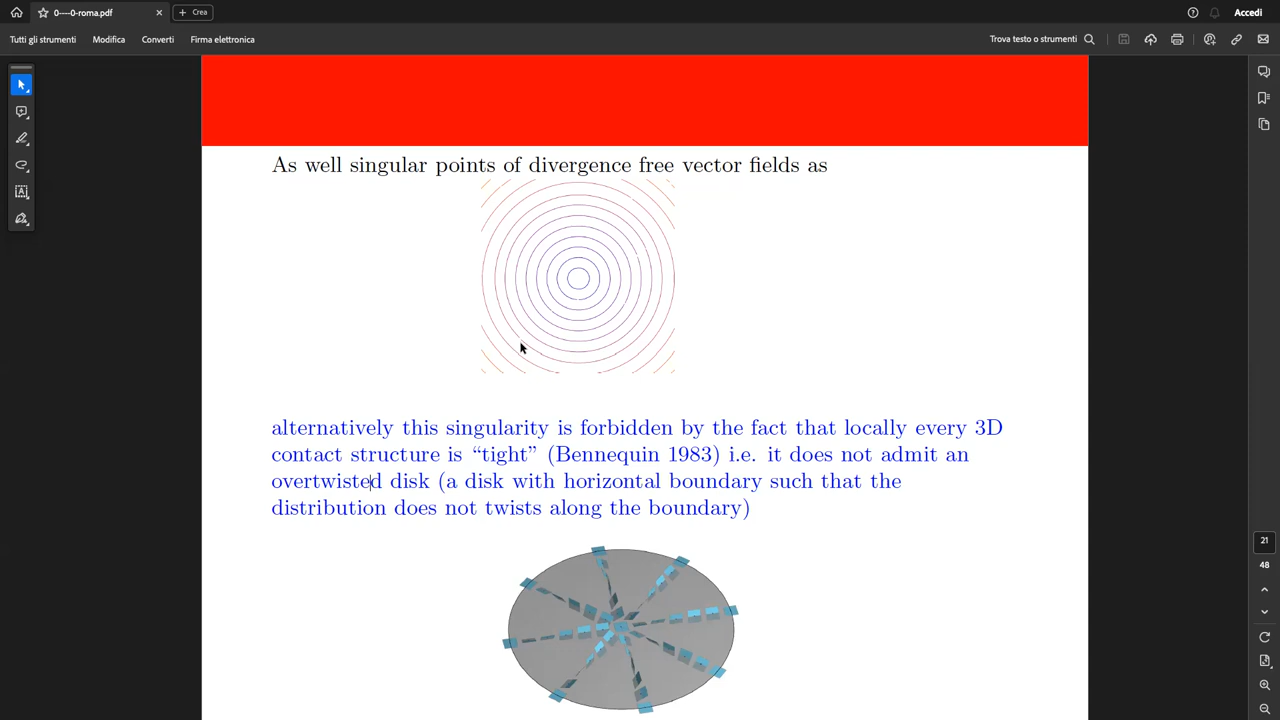 0----0-roma.pdf
Crea
Accedi
Tutti gli strumenti
Modifica
Converti
Firma elettronica
Trova testo o strumenti
As well singular points of divergence free vector fields as
alternatively this singularity is forbidden by the fact that locally every 3D
contact structure is “tight” (Bennequin 1983) i.e. it does not admit an
overtwisted disk (a disk with horizontal boundary such that the
distribution does not twists along the boundary)
21
48